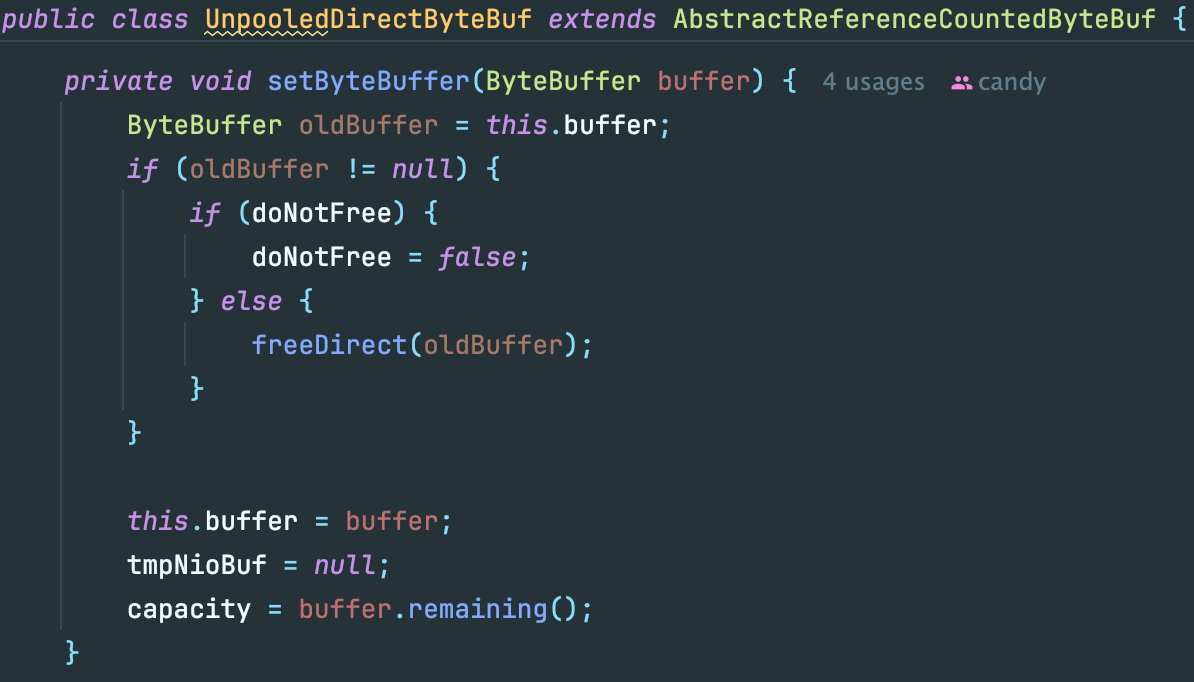 public class UnpooledDirectByteBuf extends AbstractReferenceCountedByteBuf {
    private void setByteBuffer(ByteBuffer buffer) {  4 usages  candy
        ByteBuffer oldBuffer = this.buffer;
        if (oldBuffer != null) {
            if (doNotFree) {
                doNotFree = false;
            } else {
                freeDirect(oldBuffer);
            }
        }

        this.buffer = buffer;
        tmpNioBuf = null;
        capacity = buffer.remaining();
    }